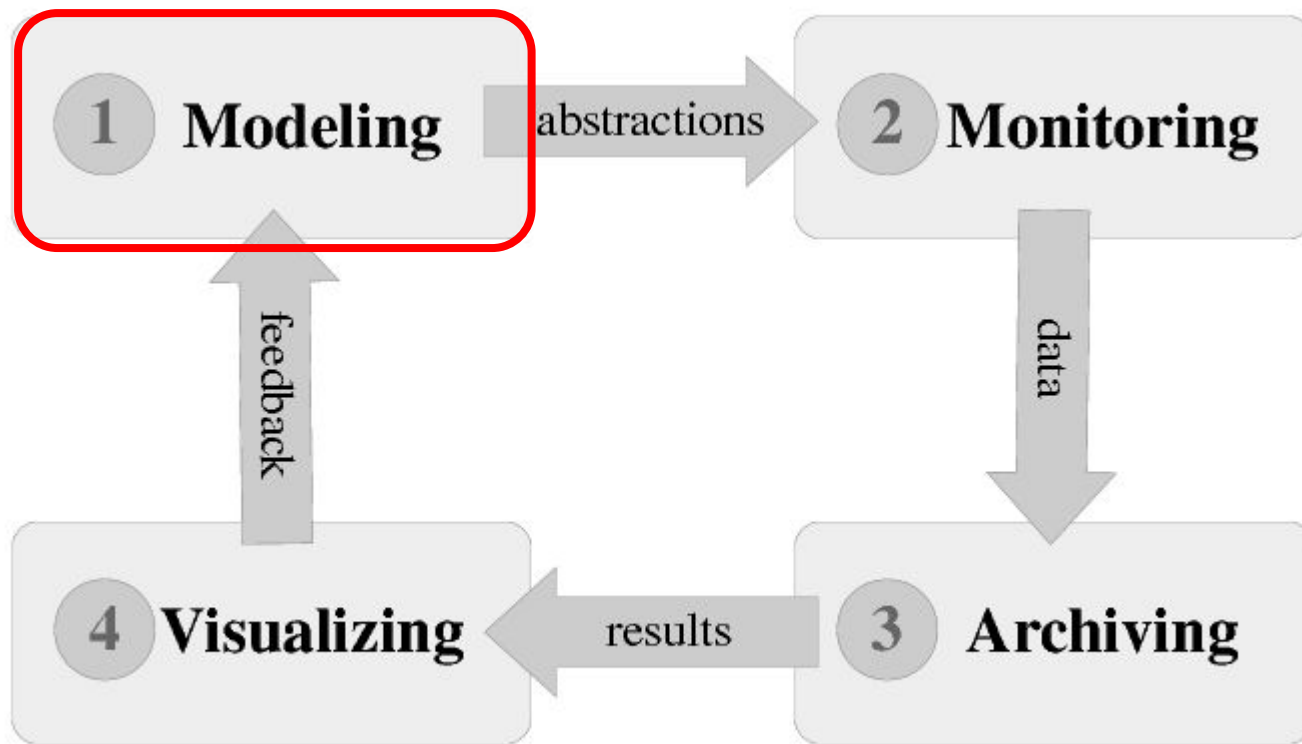 1 Modeling
abstractions
2 Monitoring
data
3 Archiving
results
4 Visualizing
feedback